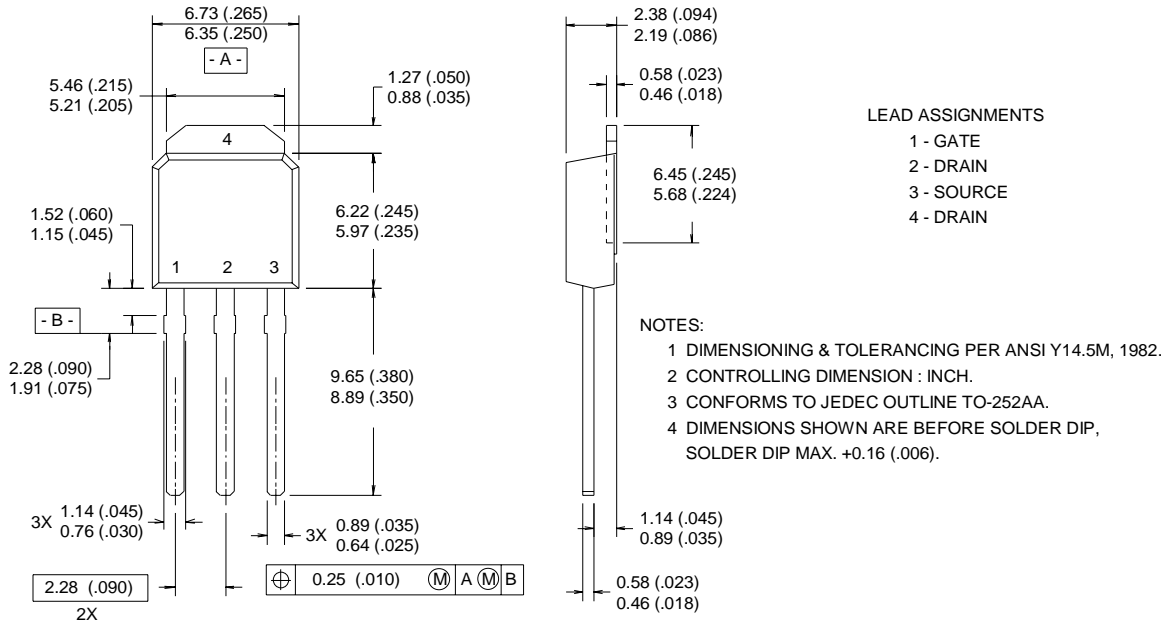 6.73 (.265)
6.35 (.250)
- A -
5.46 (.215)
5.21 (.205)
1.27 (.050)
0.88 (.035)
4
6.22 (.245)
5.97 (.235)
1.52 (.060)
1.15 (.045)
1 2 3
- B -
2.28 (.090)
1.91 (.075)
9.65 (.380)
8.89 (.350)
3X 1.14 (.045)
0.76 (.030)
3X 0.89 (.035)
0.64 (.025)
2.28 (.090)
2X
0.25 (.010) M A M B
2.38 (.094)
2.19 (.086)
0.58 (.023)
0.46 (.018)
6.45 (.245)
5.68 (.224)
1.14 (.045)
0.89 (.035)
0.58 (.023)
0.46 (.018)
LEAD ASSIGNMENTS
1 - GATE
2 - DRAIN
3 - SOURCE
4 - DRAIN
NOTES:
1 DIMENSIONING & TOLERANCING PER ANSI Y14.5M, 1982.
2 CONTROLLING DIMENSION : INCH.
3 CONFORMS TO JEDEC OUTLINE TO-252AA.
4 DIMENSIONS SHOWN ARE BEFORE SOLDER DIP,
SOLDER DIP MAX. +0.16 (.006).